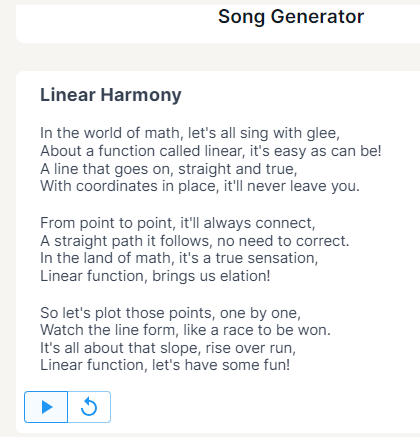 Song Generator
Linear Harmony
In the world of math, let's all sing with glee,
About a function called linear, it's easy as can be!
A line that goes on, straight and true,
With coordinates in place, it'll never leave you.
From point to point, it'll always connect,
A straight path it follows, no need to correct.
In the land of math, it's a true sensation,
Linear function, brings us elation!
So let's plot those points, one by one,
Watch the line form, like a race to be won.
It's all about that slope, rise over run,
Linear function, let's have some fun!